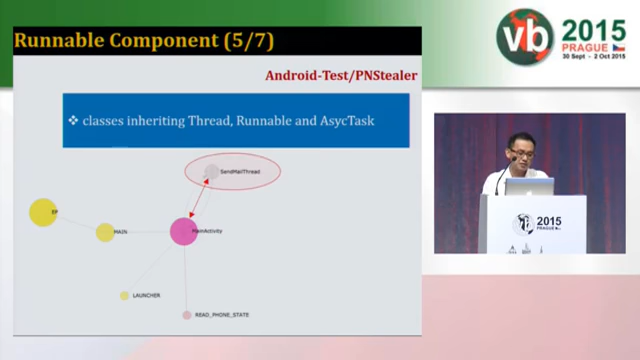 Runnable Component (5/7)
Android-Test/PNStealer
❖ classes inheriting Thread, Runnable and AsycTask
SendMailThread
EP
MAIN
MainActivity
LAUNCHER
READ_PHONE_STATE
vb
2015
PRAGUE
30 Sept - 2 Oct 2015
vb
2015
PRAGUE